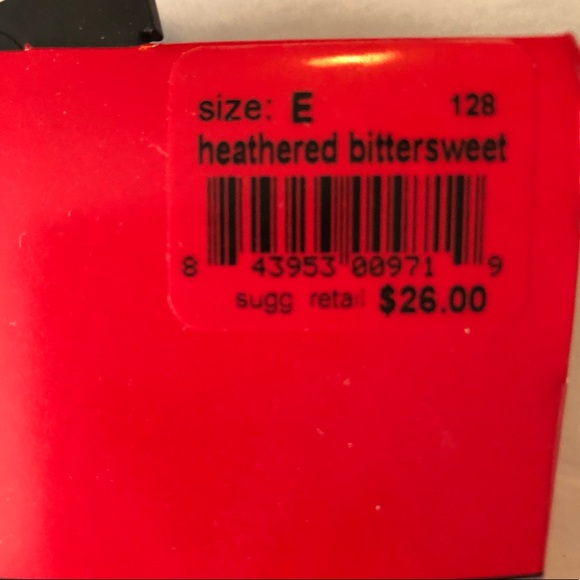 size: E 128
heathered bittersweet
8 43953 00971 9
sugg retail $26.00